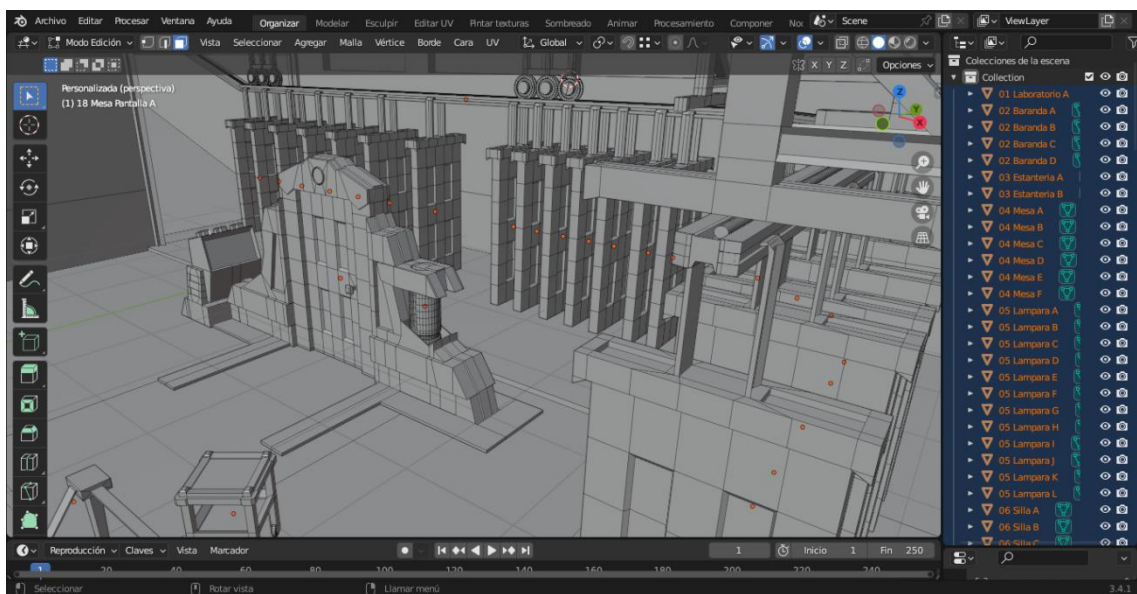 Archivo Editar Procesar Ventana Ayuda Organizar Modelar Esculpir Editar UV Pintar texturas Sombreado Animar Procesamiento Componer Scene ViewLayer
Modo Edición Vista Seleccionar Agregar Malla Vértice Borde Cara UV Global
X Y Z Opciones
Personalizada (perspectiva)
(1) 18 Mesa Pantalla A
Z
Y
X
Colecciones de la escena
Collection
01 Laboratorio A
02 Baranda A
02 Baranda B
02 Baranda C
02 Baranda D
03 Estanteria A
03 Estanteria B
04 Mesa A
04 Mesa B
04 Mesa C
04 Mesa D
04 Mesa E
04 Mesa F
05 Lampara A
05 Lampara B
05 Lampara C
05 Lampara D
05 Lampara E
05 Lampara F
05 Lampara G
05 Lampara H
05 Lampara I
05 Lampara J
05 Lampara K
05 Lampara L
06 Silla A
06 Silla B
06 Silla C
Reproducción Claves Vista Marcador 1 Inicio 1 Fin 250
1 20 40 60 80 100 120 140 160 180 200 220 240
Seleccionar Rotar vista Llamar menú 3.4.1